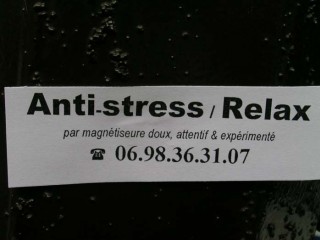 Anti-stress / Relax
par magnétiseure doux, attentif & expérimenté
☎ 06.98.36.31.07